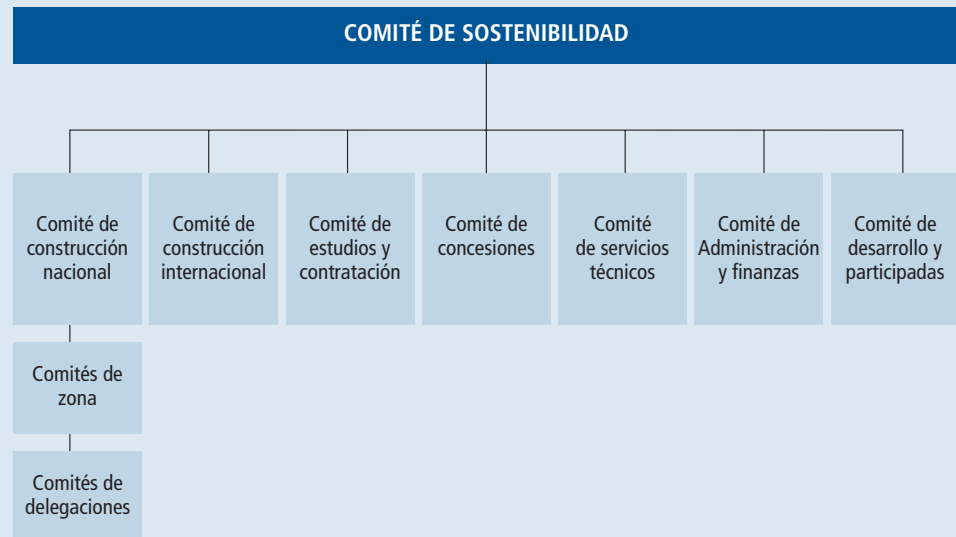 COMITÉ DE SOSTENIBILIDAD
Comité de
construcción
nacional
Comité de
construcción
internacional
Comité de
estudios y
contratación
Comité de
concesiones
Comité
de servicios
técnicos
Comité de
Administración
y finanzas
Comité de
desarrollo y
participadas
Comités de
zona
Comités de
delegaciones